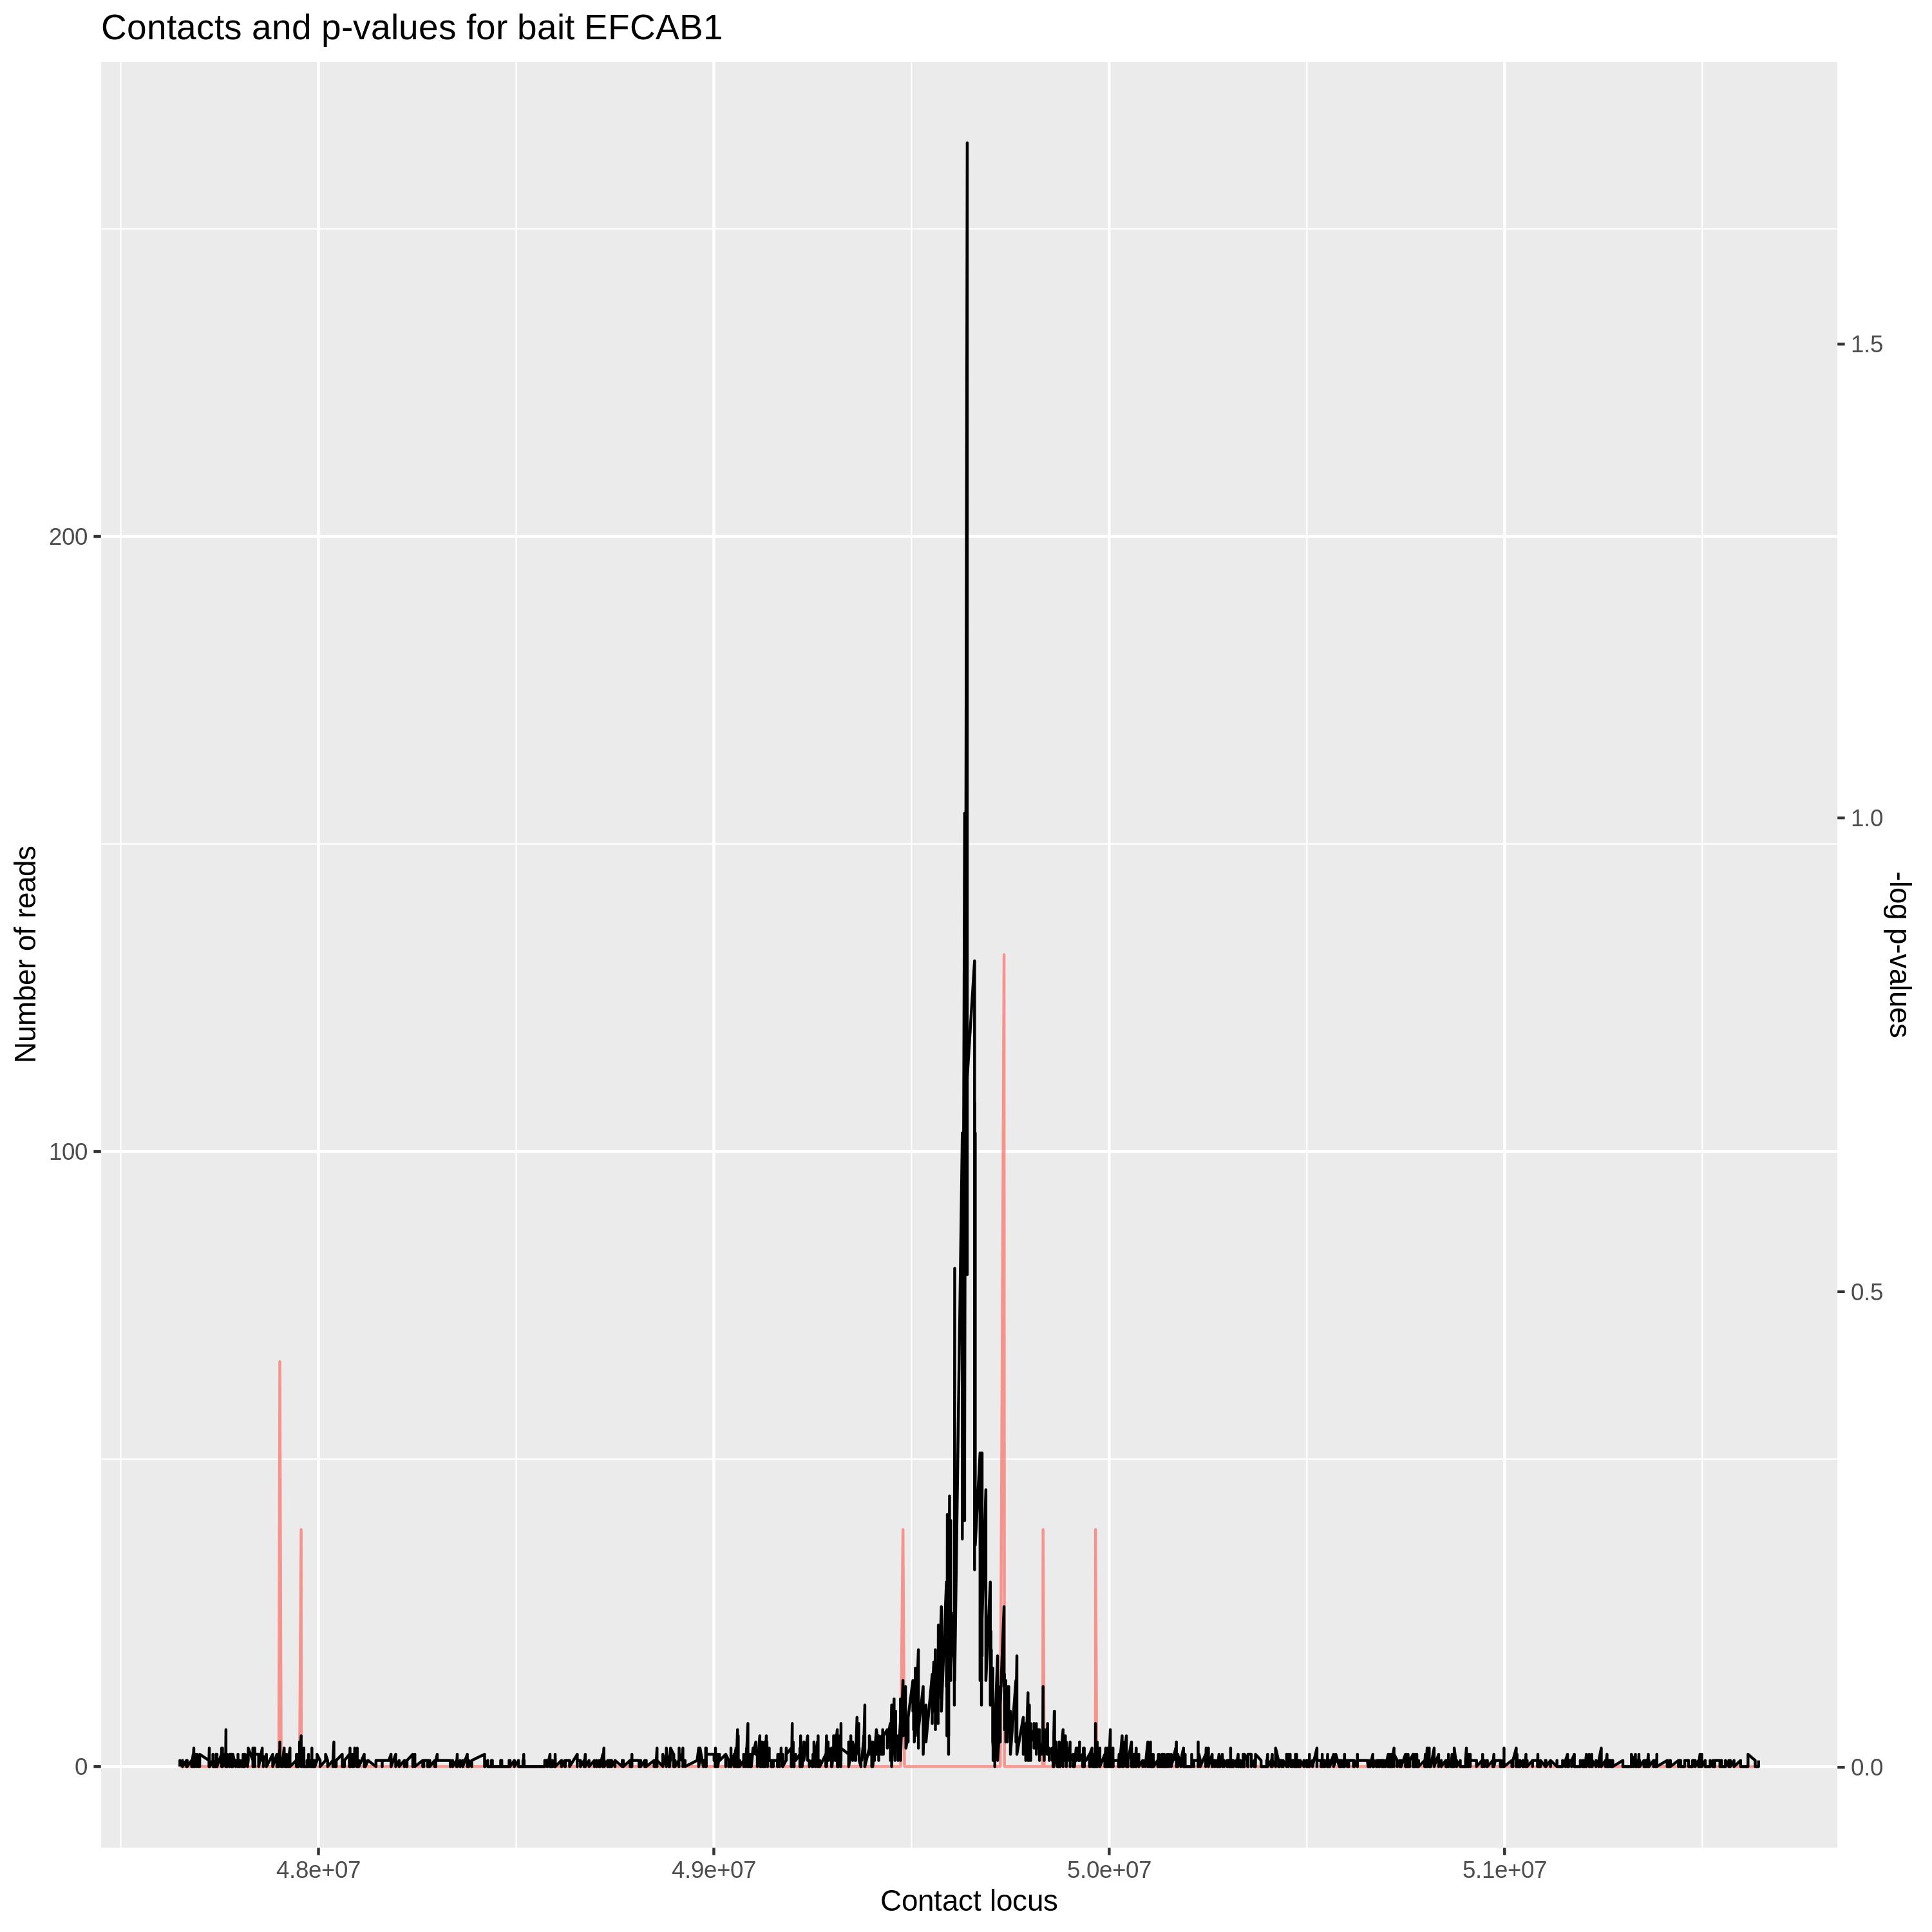 Contacts and p-values for bait EFCAB1
Number of reads
200
100
0
1.5
1.0
0.5
0.0
-log p-values
4.8e+07
4.9e+07
5.0e+07
5.1e+07
Contact locus